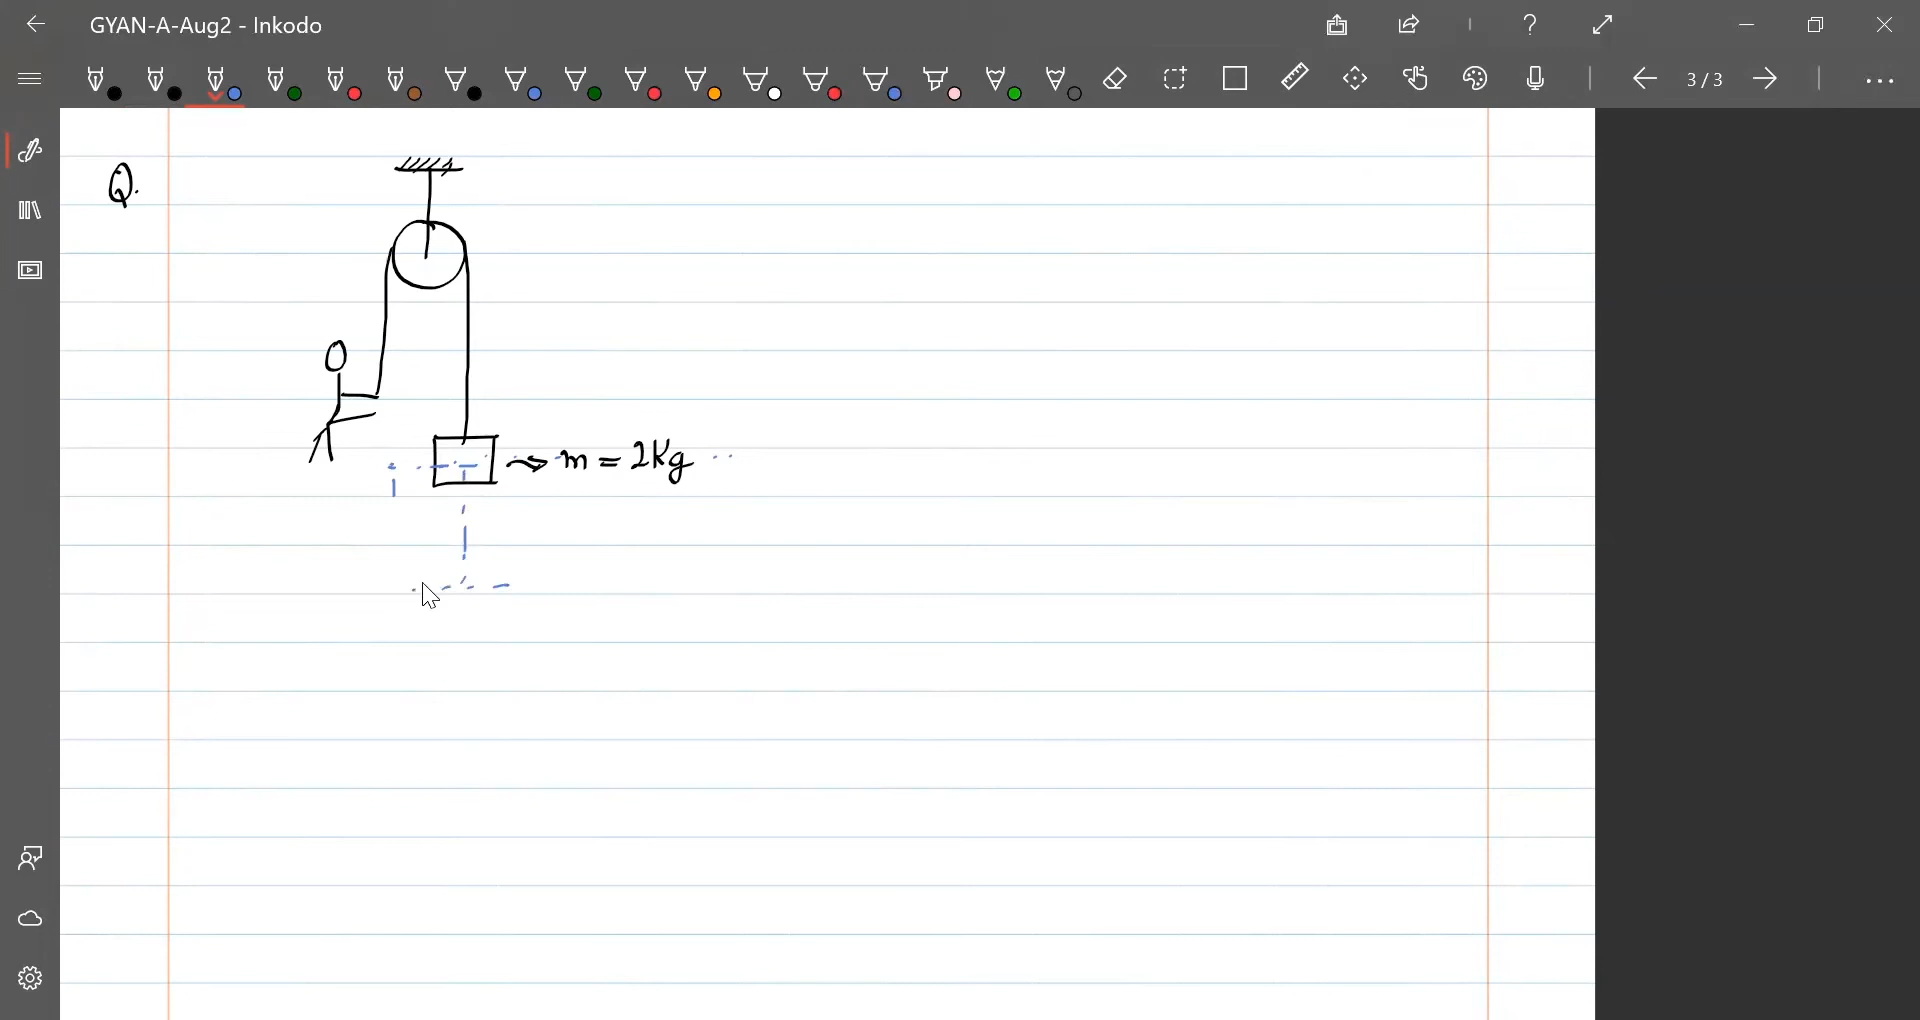 GYAN-A-Aug2 - Inkodo
3/3
Q.
m = 2Kg